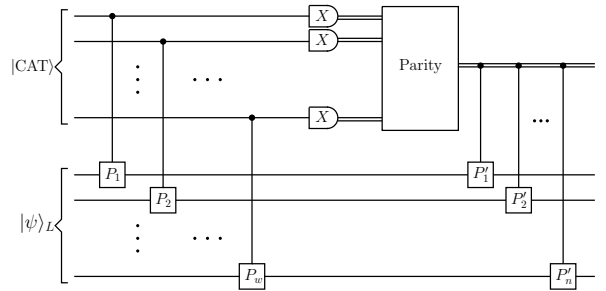 |CAT⟩
X
X
Parity
X
|ψ⟩_L
P_1
P_2
P_w
P'_1
P'_2
P'_n